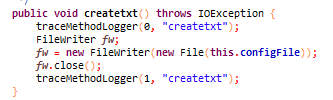 public void createtxt() throws IOException {
traceMethodLogger(0, "createtxt");
FileWriter fw;
fw = new FileWriter(new File(this.configFile));
fw.close();
traceMethodLogger(1, "createtxt");
}